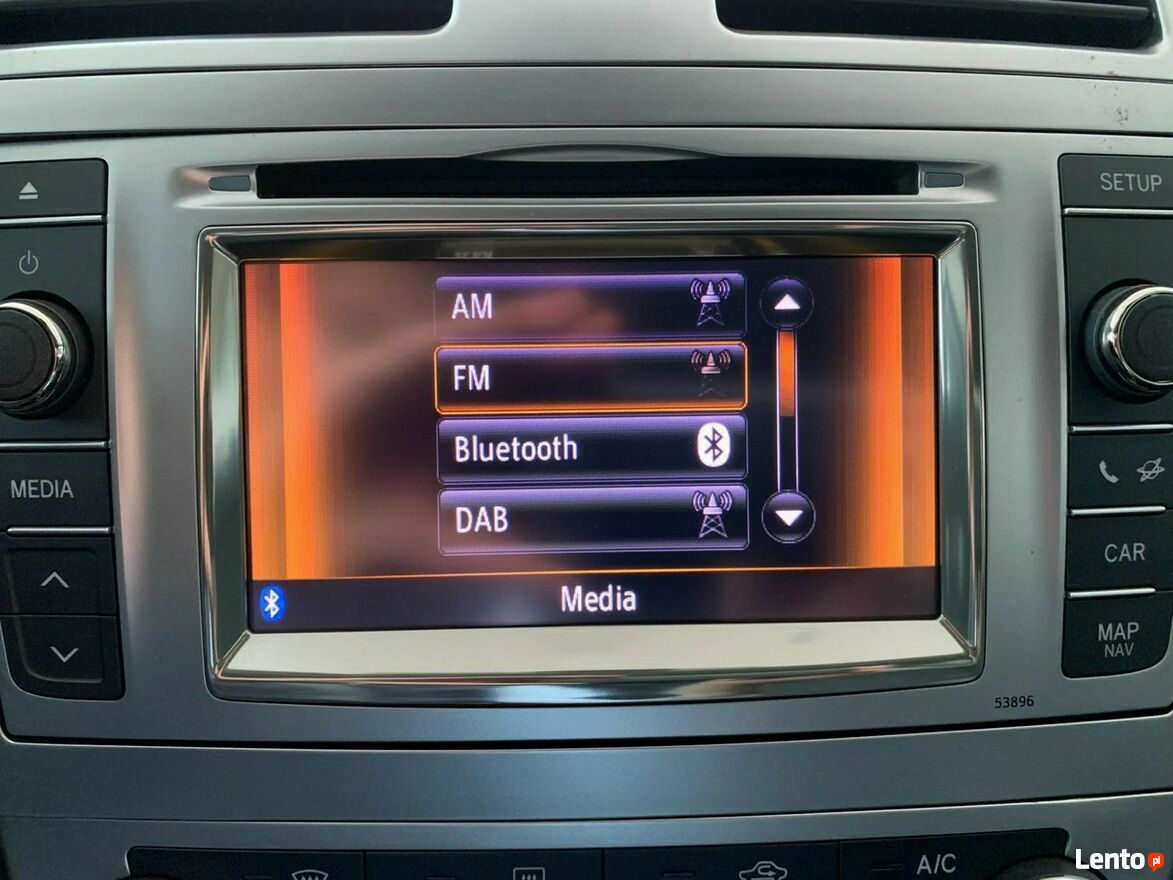 SETUP
AM
FM
Bluetooth
DAB
Media
MEDIA
CAR
MAP
NAV
53896
A/C
Lento.pl